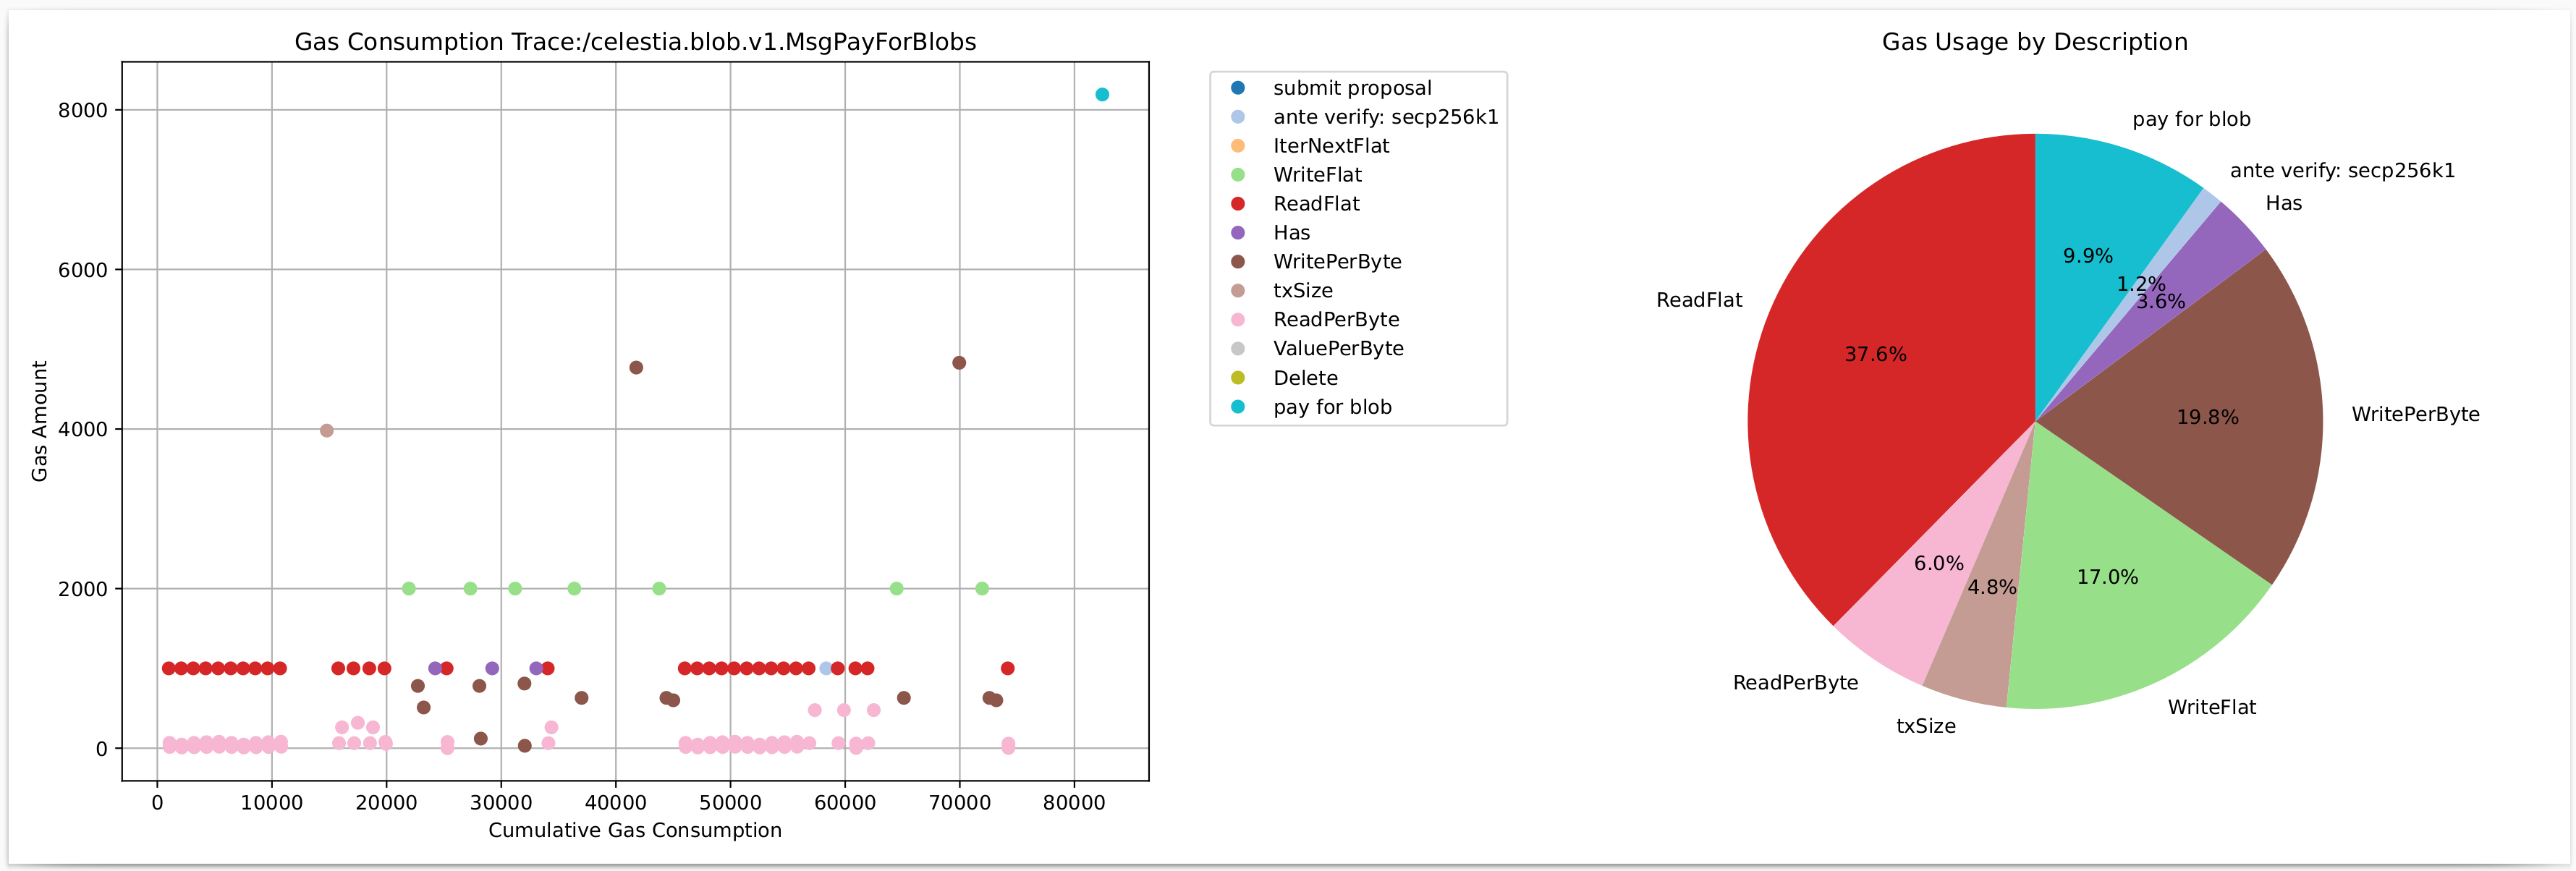 Gas Consumption Trace:/celestia.blob.v1.MsgPayForBlobs
Gas Amount
8000
6000
4000
2000
0
0 10000 20000 30000 40000 50000 60000 70000 80000
Cumulative Gas Consumption
submit proposal
ante verify: secp256k1
IterNextFlat
WriteFlat
ReadFlat
Has
WritePerByte
txSize
ReadPerByte
ValuePerByte
Delete
pay for blob
Gas Usage by Description
pay for blob
ante verify: secp256k1
Has
WritePerByte
WriteFlat
txSize
ReadPerByte
ReadFlat
9.9%
1.2%
3.6%
19.8%
17.0%
4.8%
6.0%
37.6%